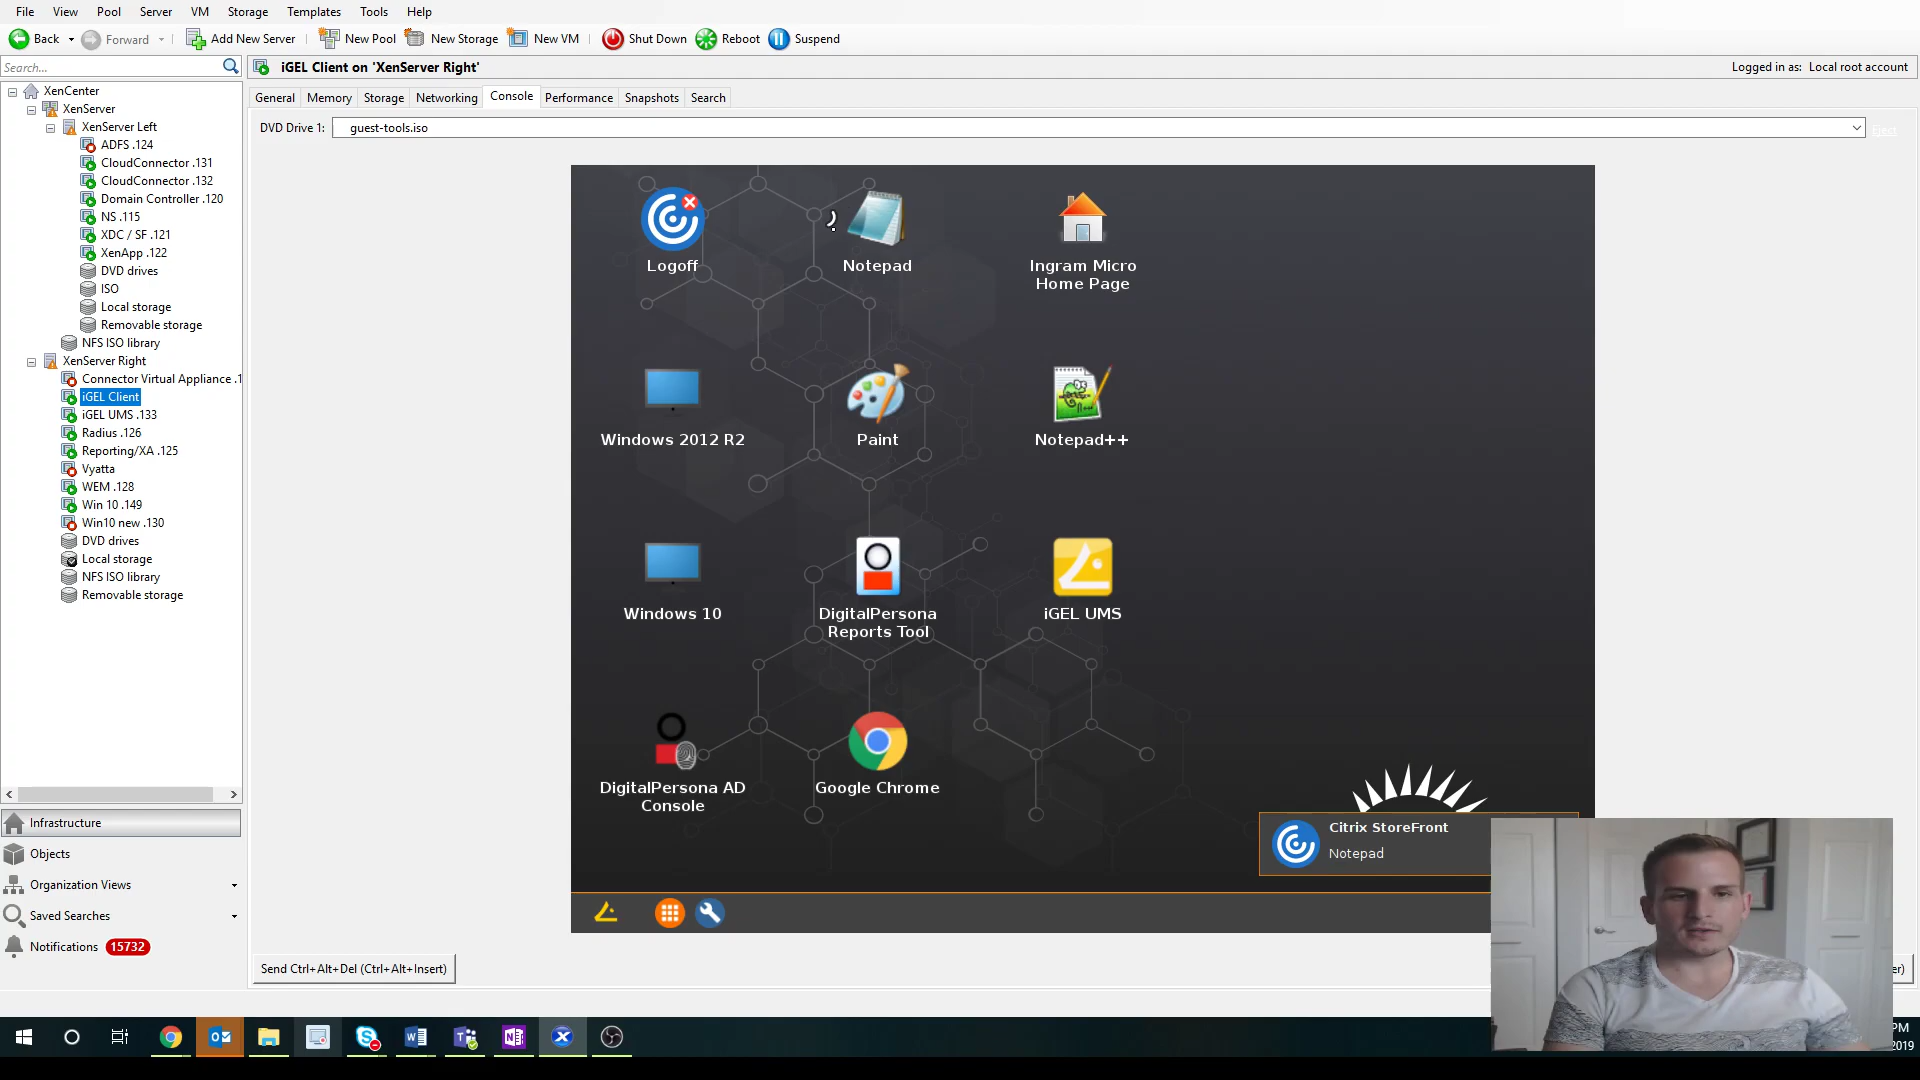 File View Pool Server VM Storage Templates Tools Help
Back Forward Add New Server New Pool New Storage New VM Shut Down Reboot Suspend
Search...
iGEL Client on 'XenServer Right'
Logged in as: Local root account
XenCenter
XenServer
XenServer Left
ADFS .124
CloudConnector .131
CloudConnector .132
Domain Controller .120
NS .115
XDC / SF .121
XenApp .122
DVD drives
ISO
Local storage
Removable storage
NFS ISO library
XenServer Right
Connector Virtual Appliance .1
iGEL Client
iGEL UMS .133
Radius .126
Reporting/XA .125
Vyatta
WEM .128
Win 10 .149
Win10 new .130
DVD drives
Local storage
NFS ISO library
Removable storage
Infrastructure
Objects
Organization Views
Saved Searches
Notifications 15732
General Memory Storage Networking Console Performance Snapshots Search
DVD Drive 1: guest-tools.iso Eject
Logoff
Notepad
Ingram Micro
Home Page
Windows 2012 R2
Paint
Notepad++
Windows 10
DigitalPersona
Reports Tool
iGEL UMS
DigitalPersona AD
Console
Google Chrome
Citrix StoreFront
Notepad
Send Ctrl+Alt+Del (Ctrl+Alt+Insert)
er)
PM
2019